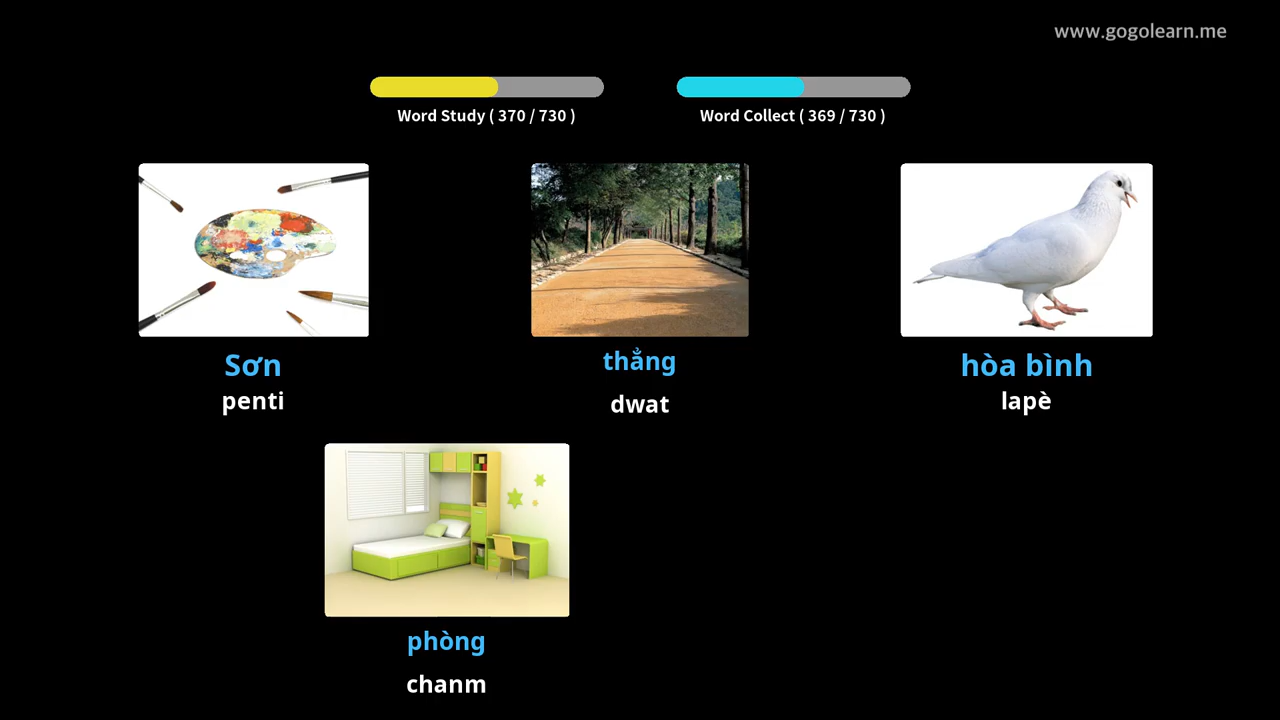 www.gogolearn.me
Word Study ( 370 / 730 )
Word Collect ( 369 / 730 )
Sơn
penti
thẳng
dwat
hòa bình
lapè
phòng
chanm